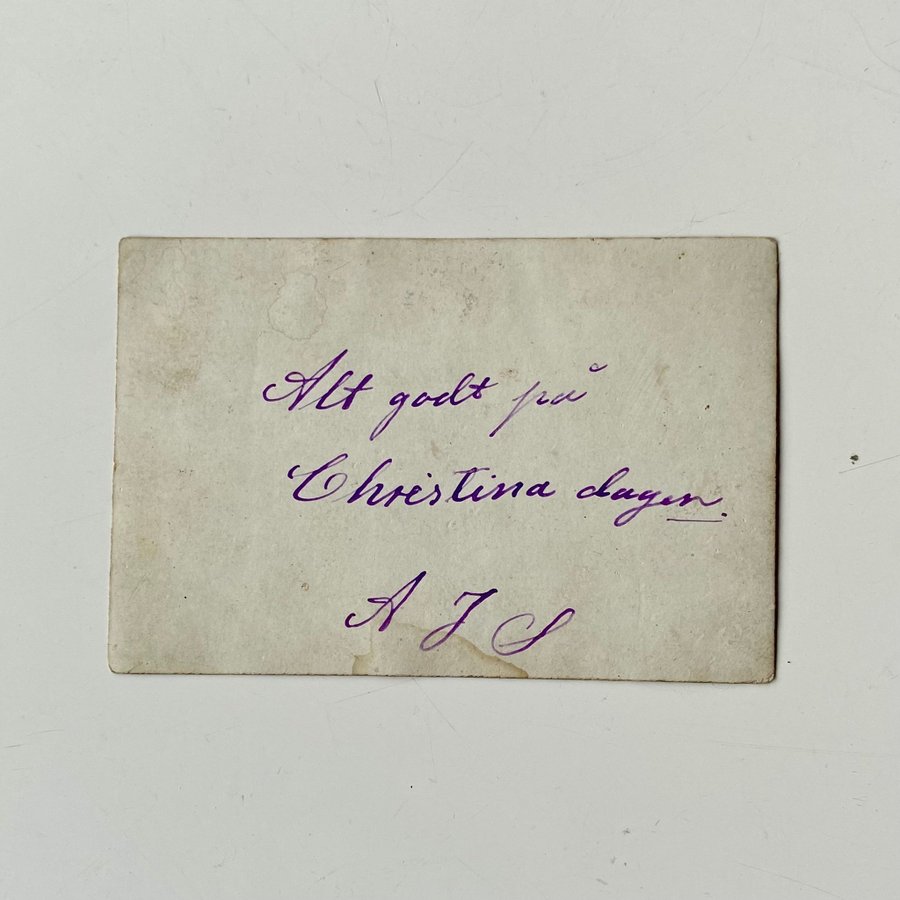 Alt godt på
Christina dagen.
A J S